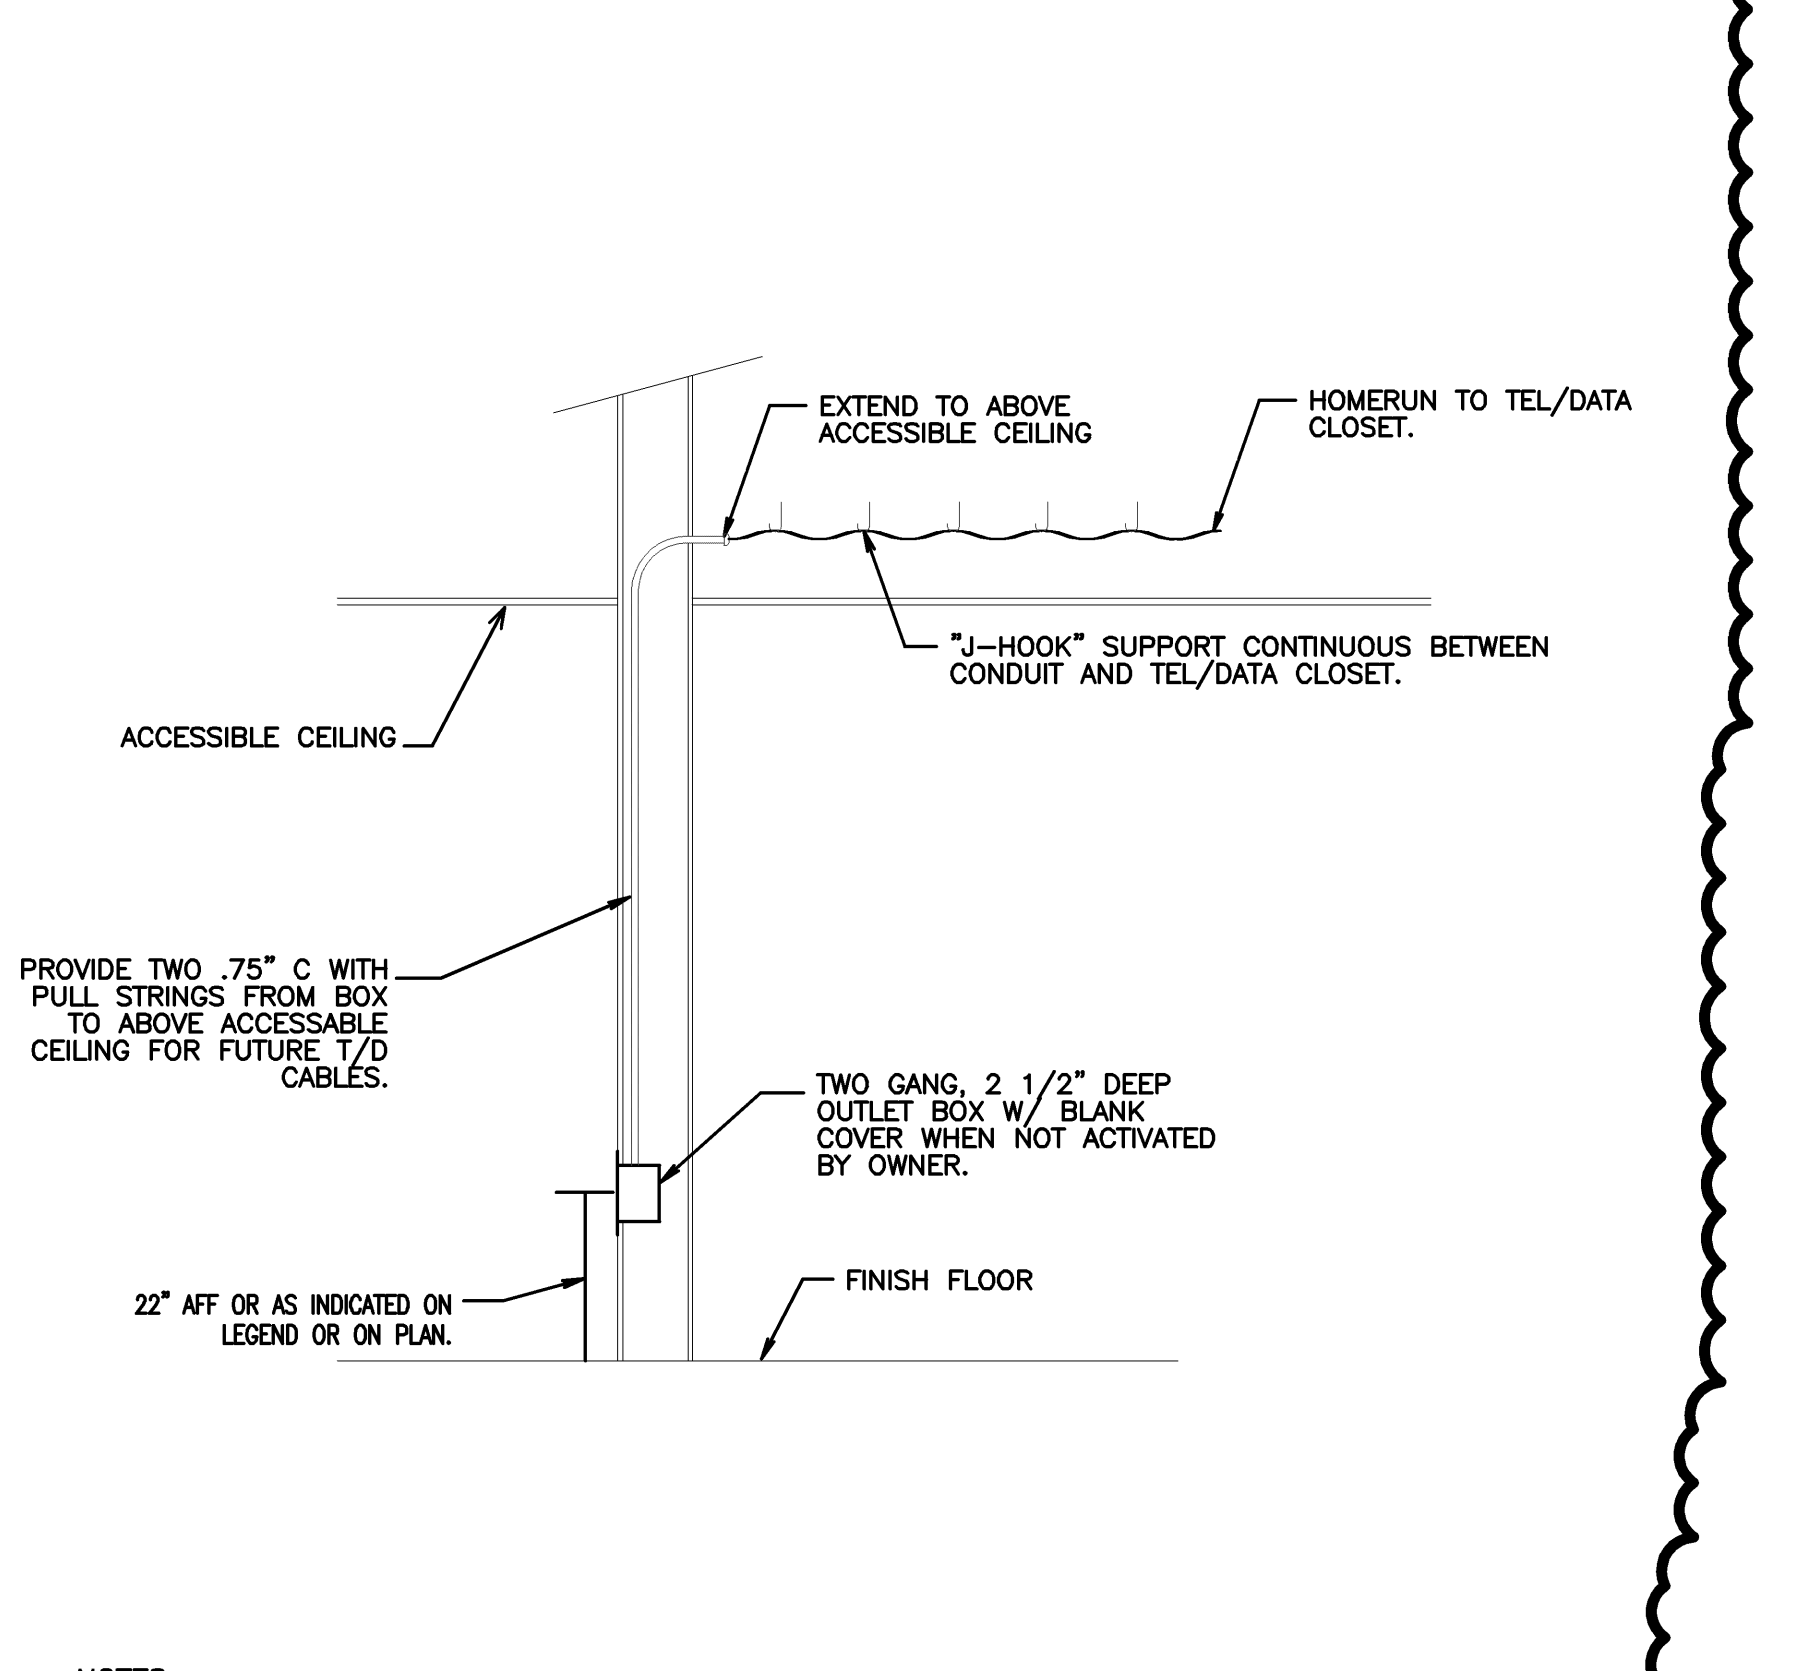 EXTEND TO ABOVE
ACCESSIBLE CEILING
HOMERUN TO TEL/DATA
CLOSET.
"J-HOOK" SUPPORT CONTINUOUS BETWEEN
CONDUIT AND TEL/DATA CLOSET.
ACCESSIBLE CEILING
PROVIDE TWO .75" C WITH
PULL STRINGS FROM BOX
TO ABOVE ACCESSABLE
CEILING FOR FUTURE T/D
CABLES.
TWO GANG, 2 1/2" DEEP
OUTLET BOX W/ BLANK
COVER WHEN NOT ACTIVATED
BY OWNER.
FINISH FLOOR
22" AFF OR AS INDICATED ON
LEGEND OR ON PLAN.